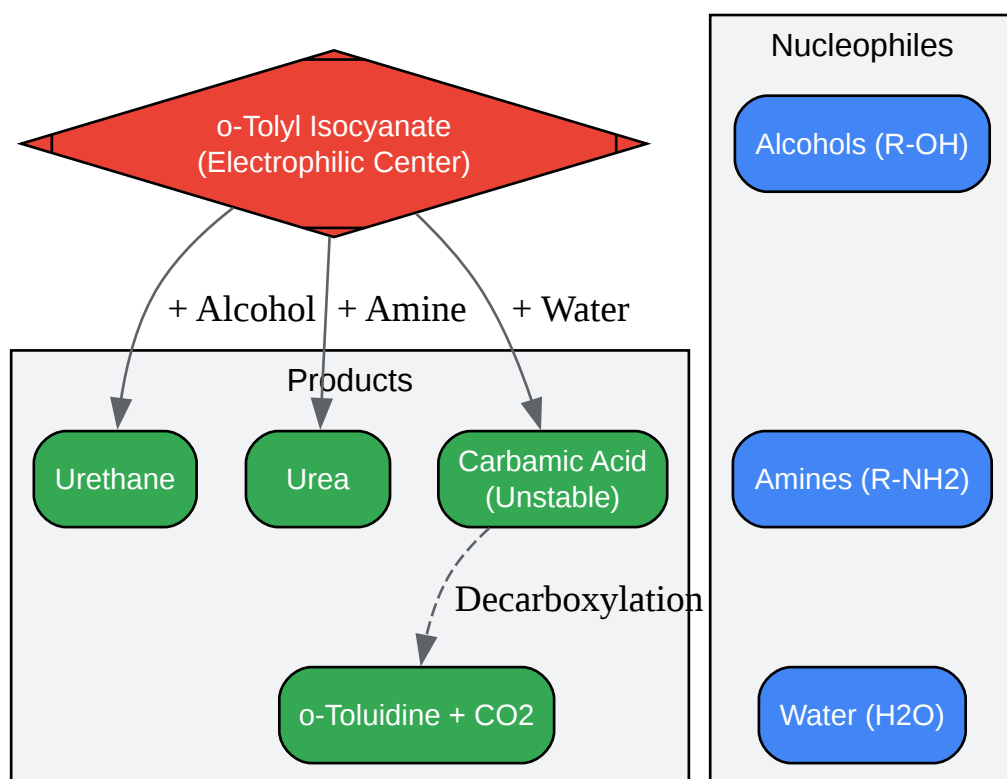 Nucleophiles
o-Tolyl Isocyanate
(Electrophilic Center)
Alcohols (R-OH)
+ Alcohol
+ Amine
+ Water
Products
Urethane
Urea
Carbamic Acid
(Unstable)
Amines (R-NH2)
Decarboxylation
o-Toluidine + CO2
Water (H2O)